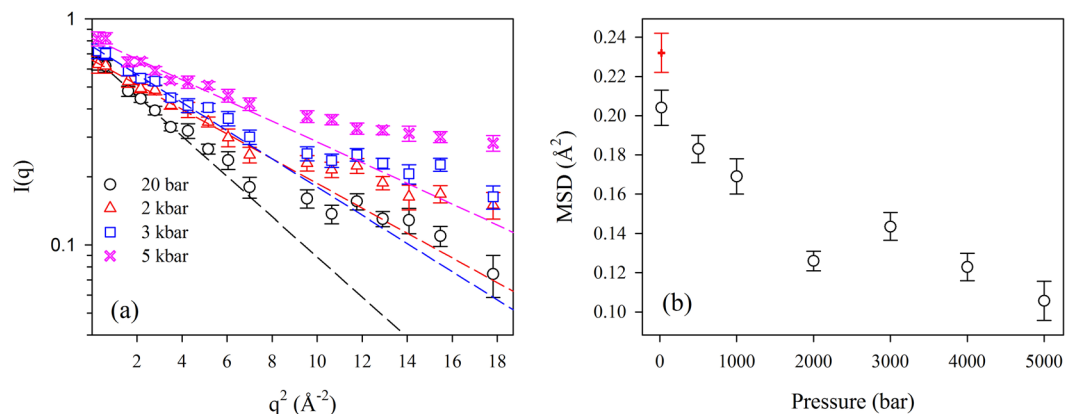 1
0.1
I(q)
20 bar
2 kbar
3 kbar
5 kbar
(a)
2 4 6 8 10 12 14 16 18
q² (Å⁻²)
0.24
0.22
0.20
0.18
0.16
0.14
0.12
0.10
MSD (Å²)
(b)
0 1000 2000 3000 4000 5000
Pressure (bar)